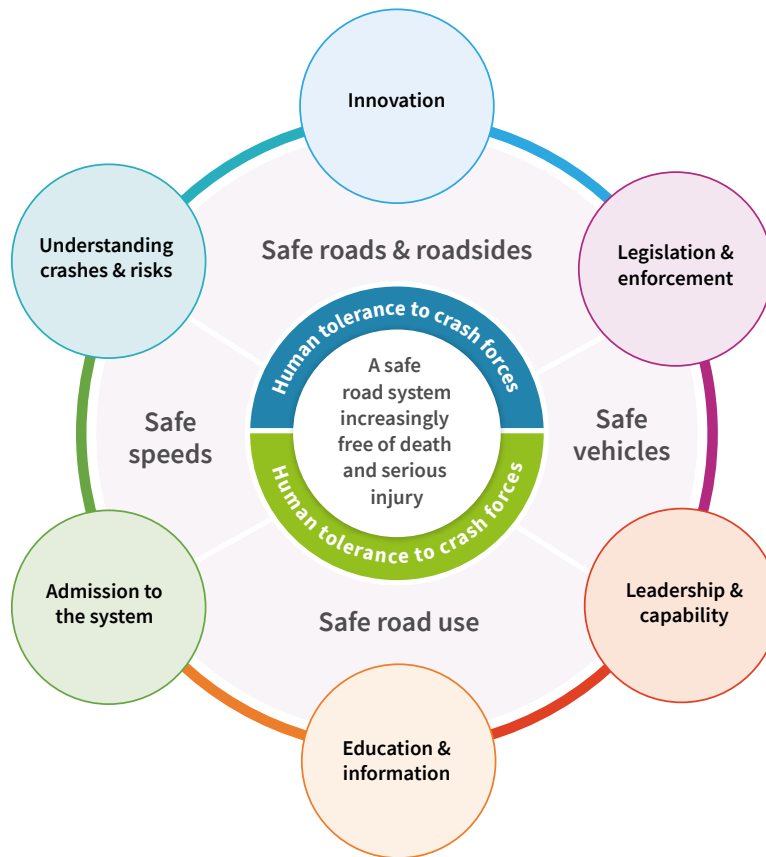 Innovation
Understanding
crashes & risks
Legislation &
enforcement
Safe roads & roadsides
Human tolerance to crash forces
A safe
road system
increasingly
free of death
and serious
injury
Human tolerance to crash forces
Safe
speeds
Safe
vehicles
Admission to
the system
Safe road use
Leadership &
capability
Education &
information